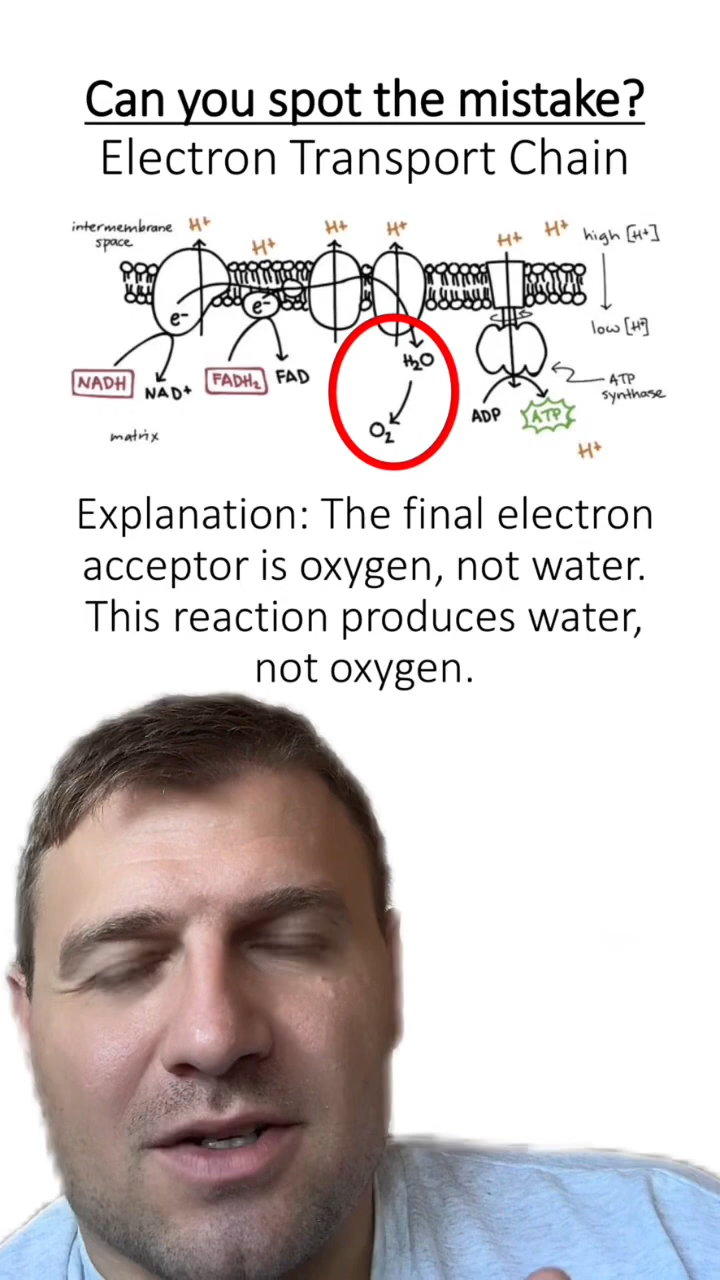 Can you spot the mistake?
Electron Transport Chain
intermembrane
space
H+
H+
H+
H+
H+
H+
high [H+]
low [H+]
e-
e-
NADH
NAD+
FADH₂
FAD
H₂O
O₂
ADP
ATP
ATP
synthase
matrix
H+
Explanation: The final electron
acceptor is oxygen, not water.
This reaction produces water,
not oxygen.